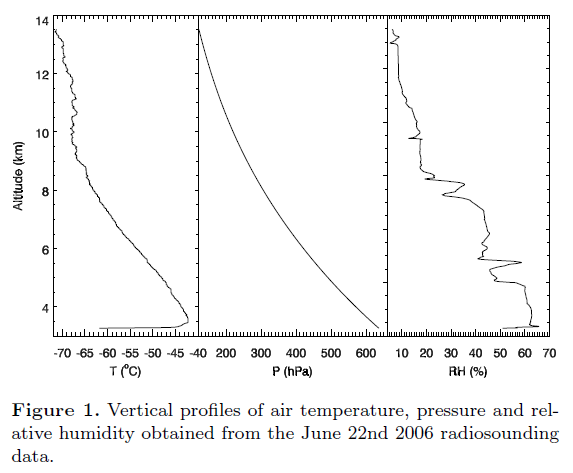 14
12
10
8
6
4
Altitude (km)
-70 -65 -60 -55 -50 -45 -40 200 300 400 500 600 10 20 30 40 50 60 70
T (°C) P (hPa) RH (%)
Figure 1. Vertical profiles of air temperature, pressure and rel-
ative humidity obtained from the June 22nd 2006 radiosounding
data.